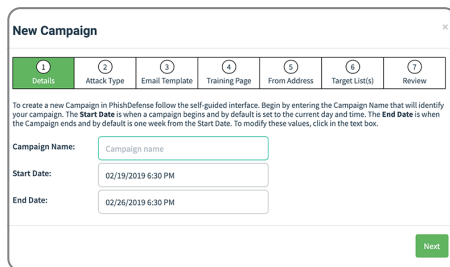 New Campaign
×
1 2 3 4 5 6 7
Details Attack Type Email Template Training Page From Address Target List(s) Review
To create a new Campaign in PhishDefense follow the self-guided interface. Begin by entering the Campaign Name that will identify
your campaign. The Start Date is when a campaign begins and by default is set to the current day and time. The End Date is when
the Campaign ends and by default is one week from the Start Date. To modify these values, click in the text box.
Campaign Name: Campaign name
Start Date: 02/19/2019 6:30 PM
End Date: 02/26/2019 6:30 PM
Next